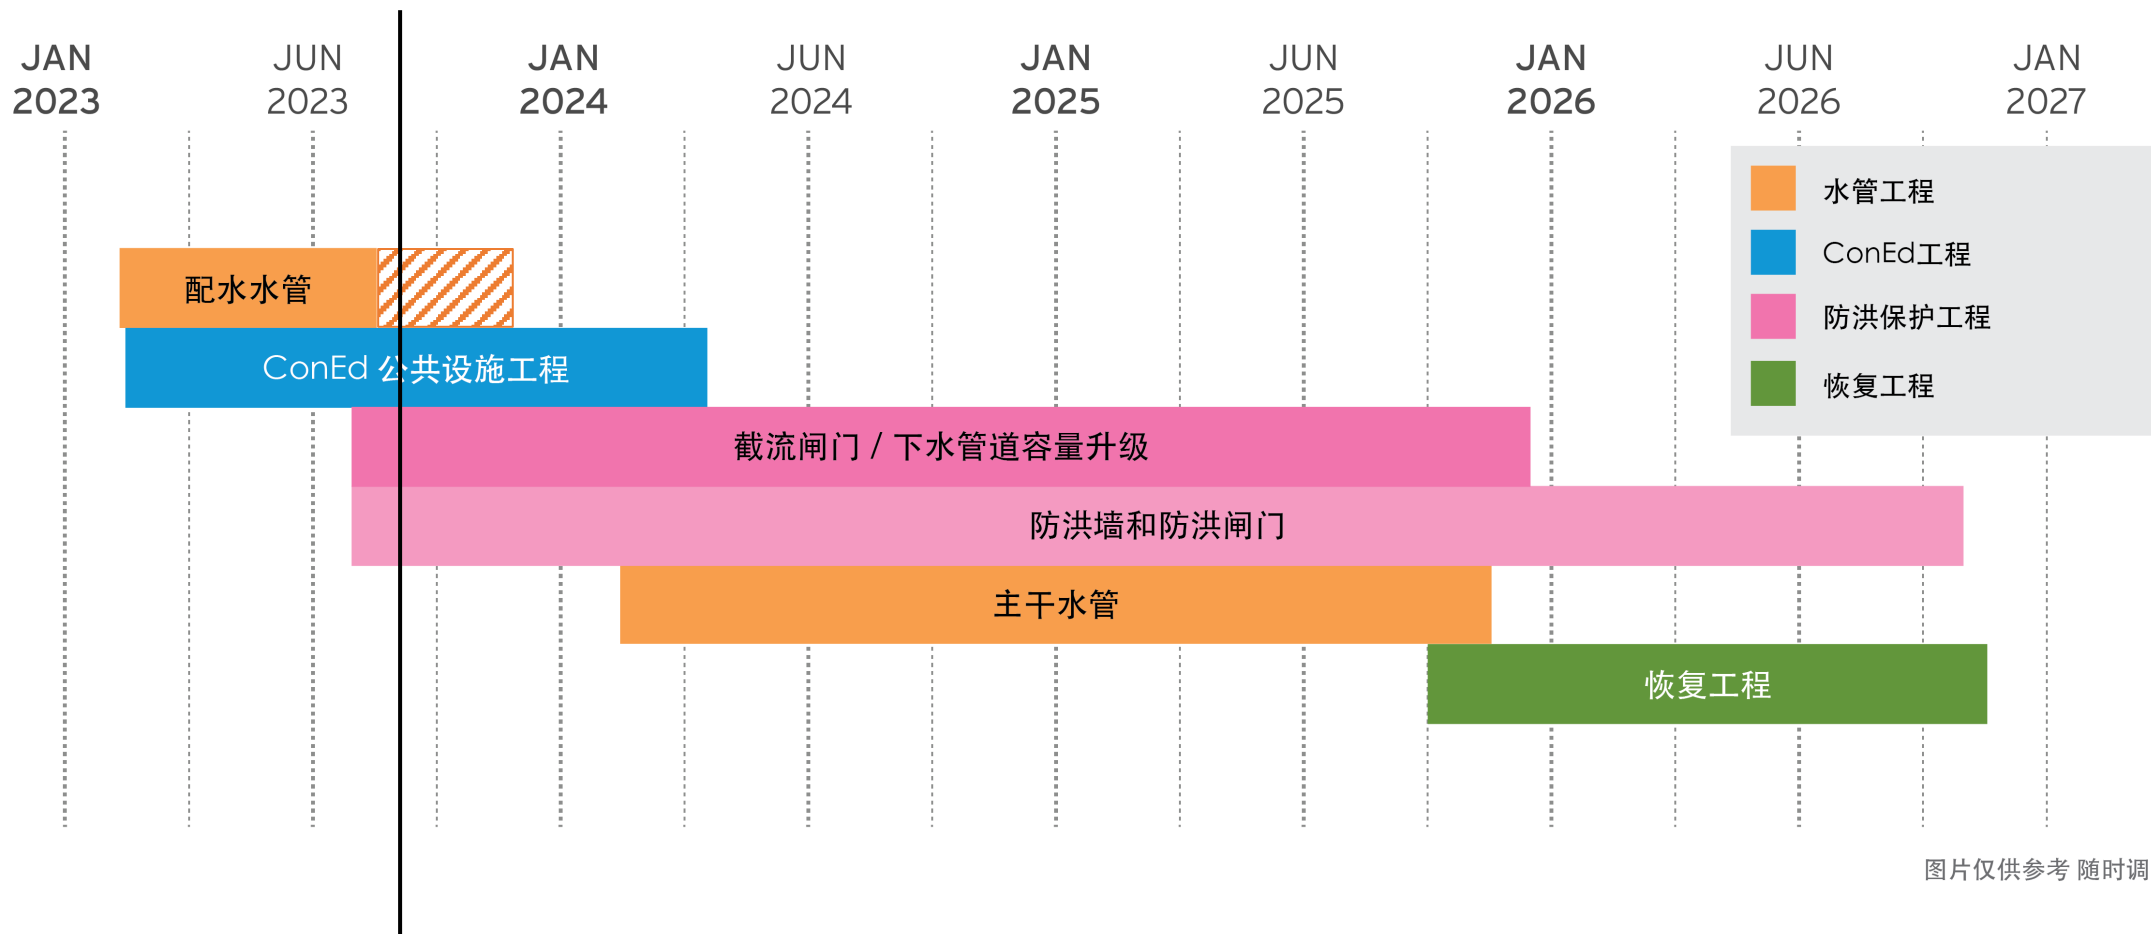 JAN JUN JAN JUN JAN JUN JAN JUN JAN
2023 2023 2024 2024 2025 2025 2026 2026 2027
水管工程
ConEd工程
防洪保护工程
恢复工程
配水水管
ConEd 公共设施工程
截流闸门 / 下水管道容量升级
防洪墙和防洪闸门
主干水管
恢复工程
图片仅供参考 随时调